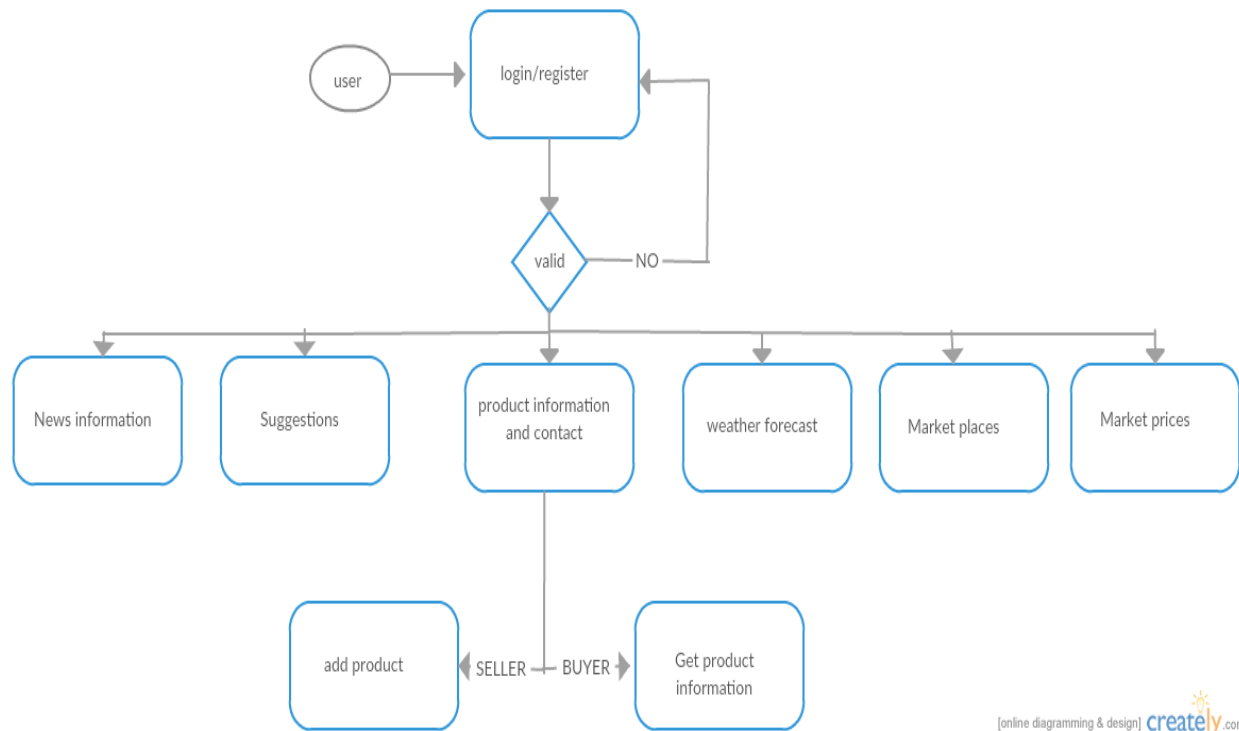 login/register
user
valid
NO
News information
Suggestions
product information
and contact
weather forecast
Market places
Market prices
add product
SELLER
BUYER
Get product
information
[online diagramming & design] creately.com